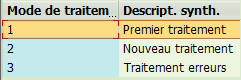 Mode de traitem... Descript. synth.
1 Premier traitement
2 Nouveau traitement
3 Traitement erreurs